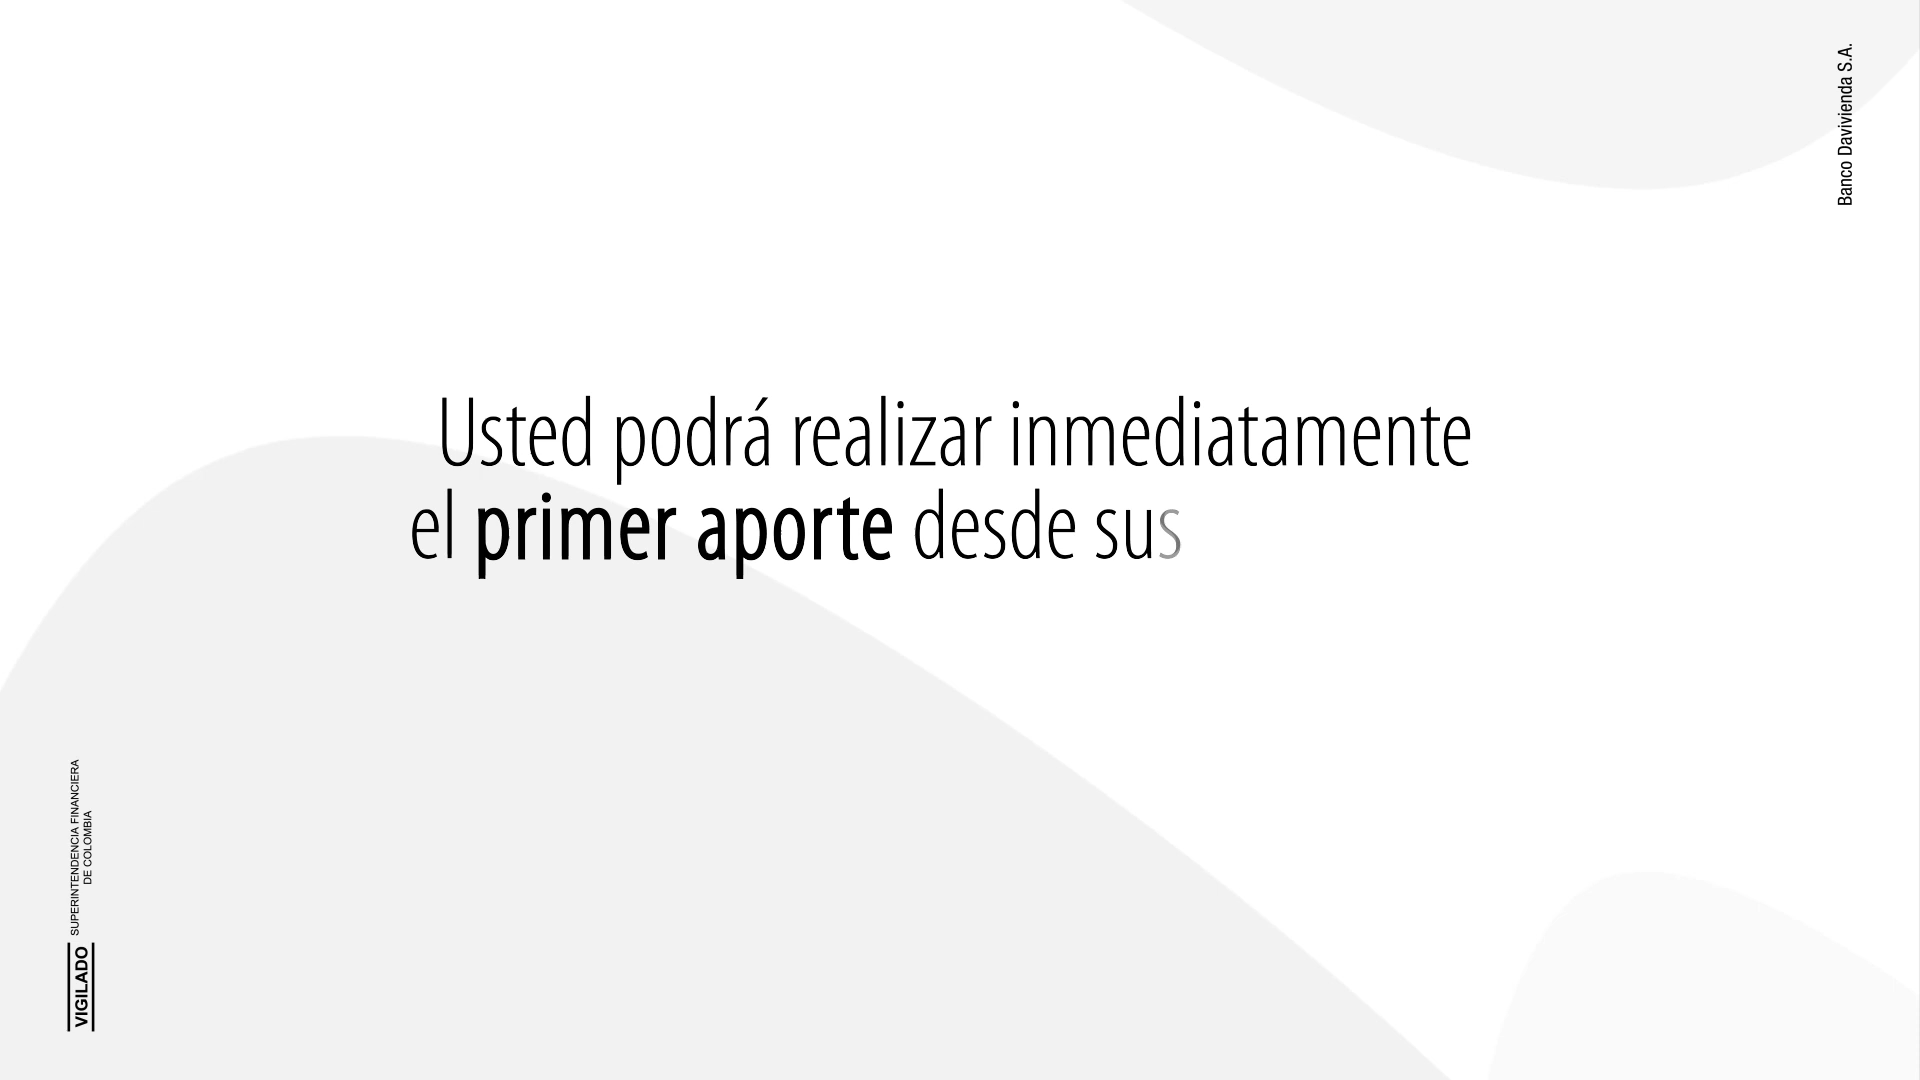 Banco Davivienda S.A.
Usted podrá realizar inmediatamente
el primer aporte desde sus
VIGILADO SUPERINTENDENCIA FINANCIERA
DE COLOMBIA